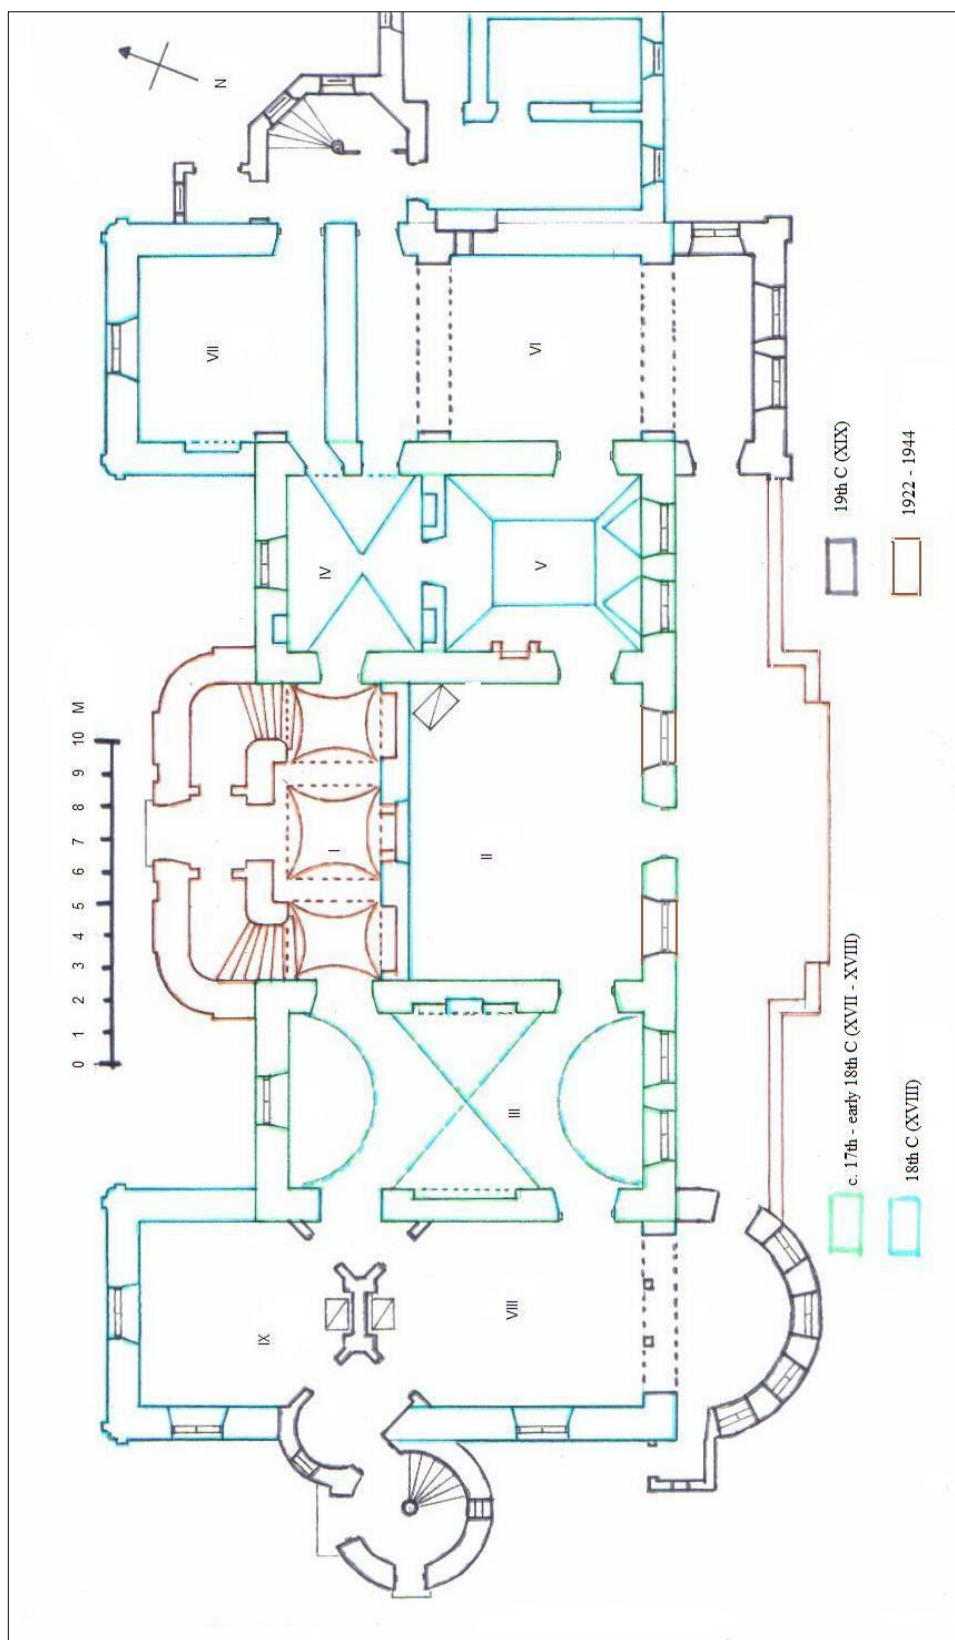 0 1 2 3 4 5 6 7 8 9 10 M
N
VII
IX
I
IV
II
VIII
III
V
VI
c. 17th - early 18th C (XVII - XVIII)
19th C (XIX)
18th C (XVIII)
1922 - 1944